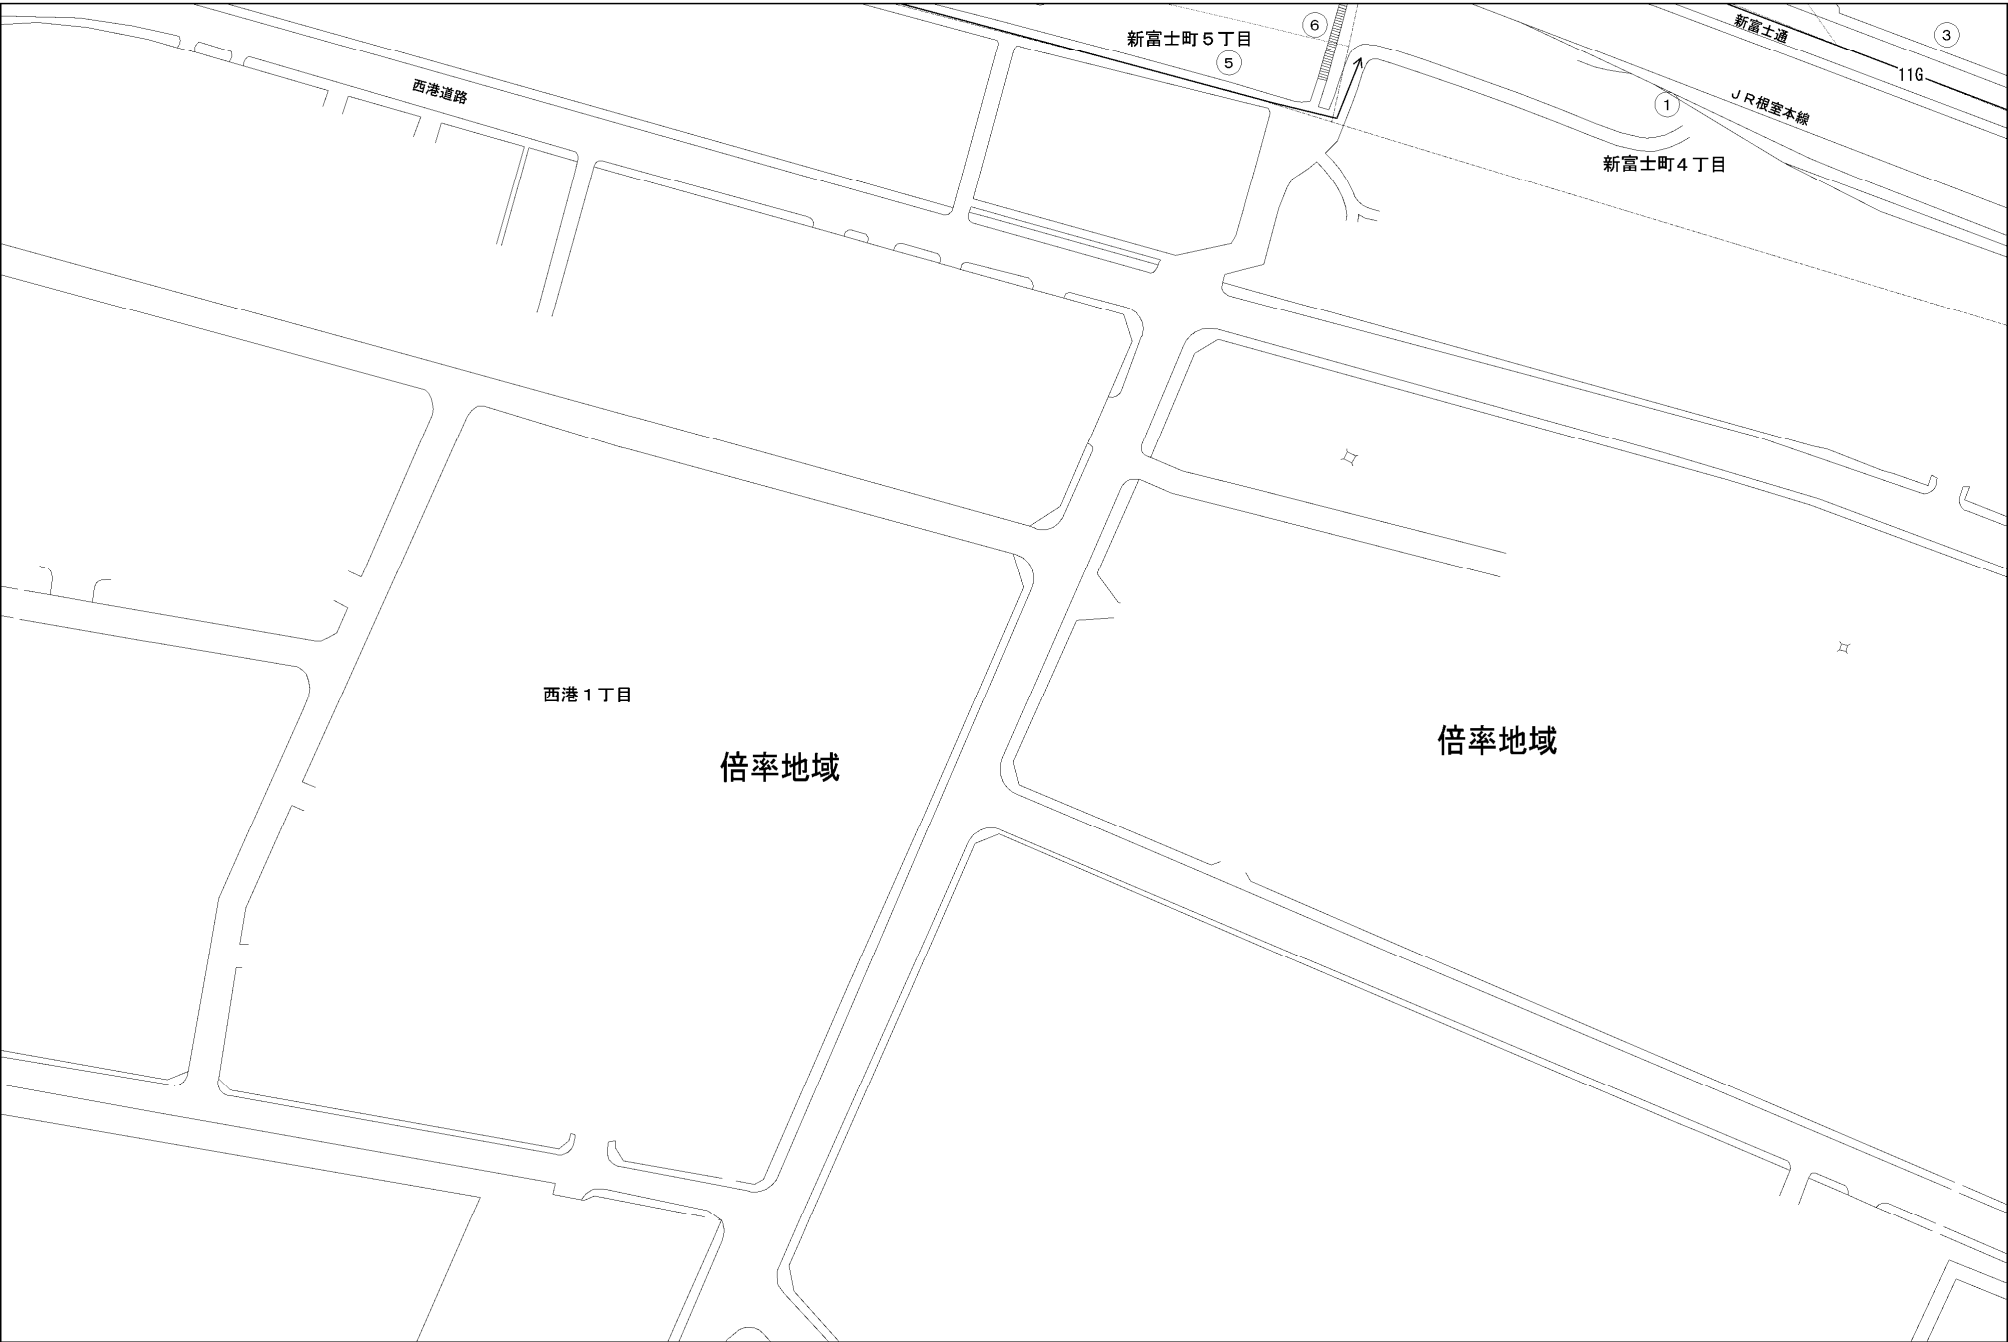 新富士町５丁目
⑥
⑤
新富士通
③
11G
ＪＲ根室本線
①
新富士町４丁目
西港道路
西港１丁目
倍率地域
倍率地域